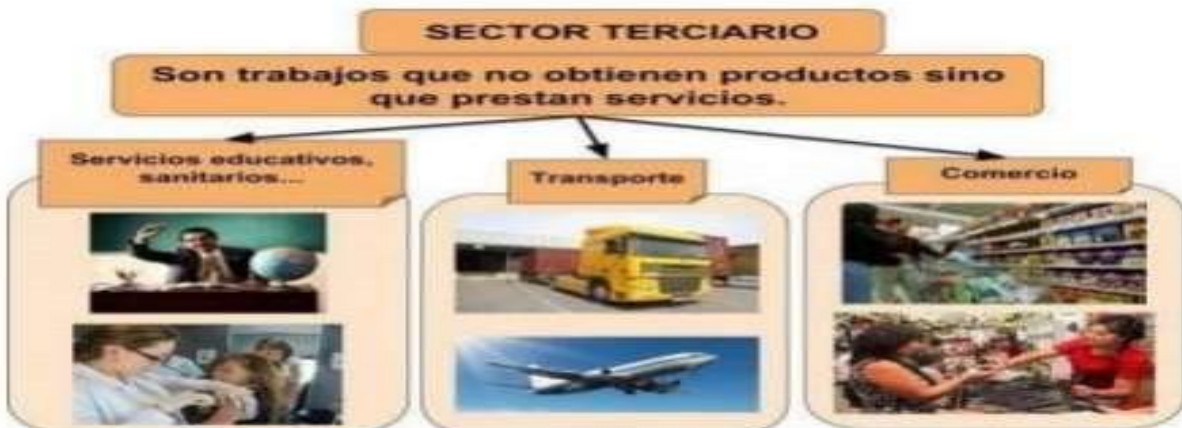 SECTOR TERCIARIO
Son trabajos que no obtienen productos sino
que prestan servicios.
Servicios educativos,
sanitarios...
Transporte
Comercio